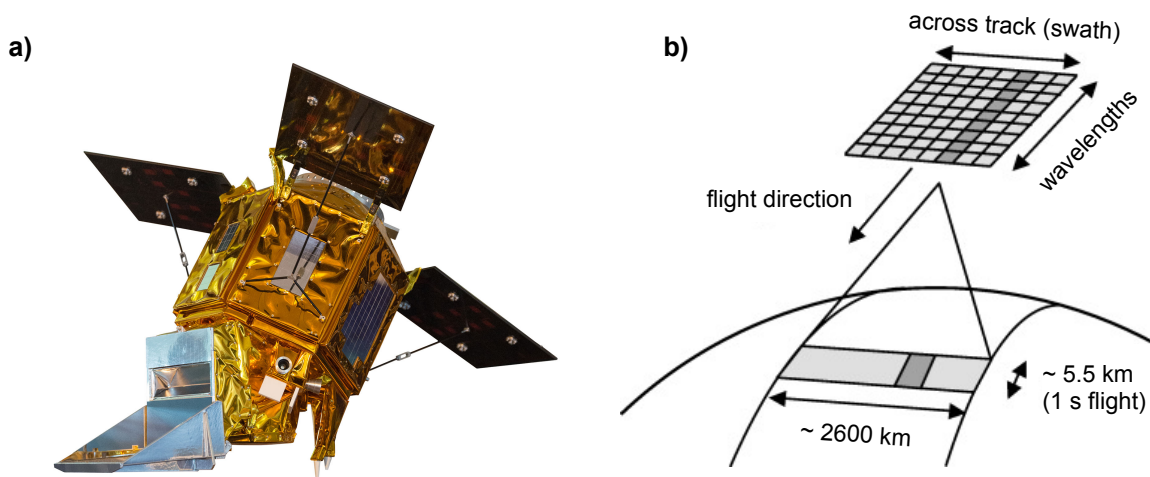 a)
b)
across track (swath)
wavelengths
flight direction
~ 5.5 km
(1 s flight)
~ 2600 km